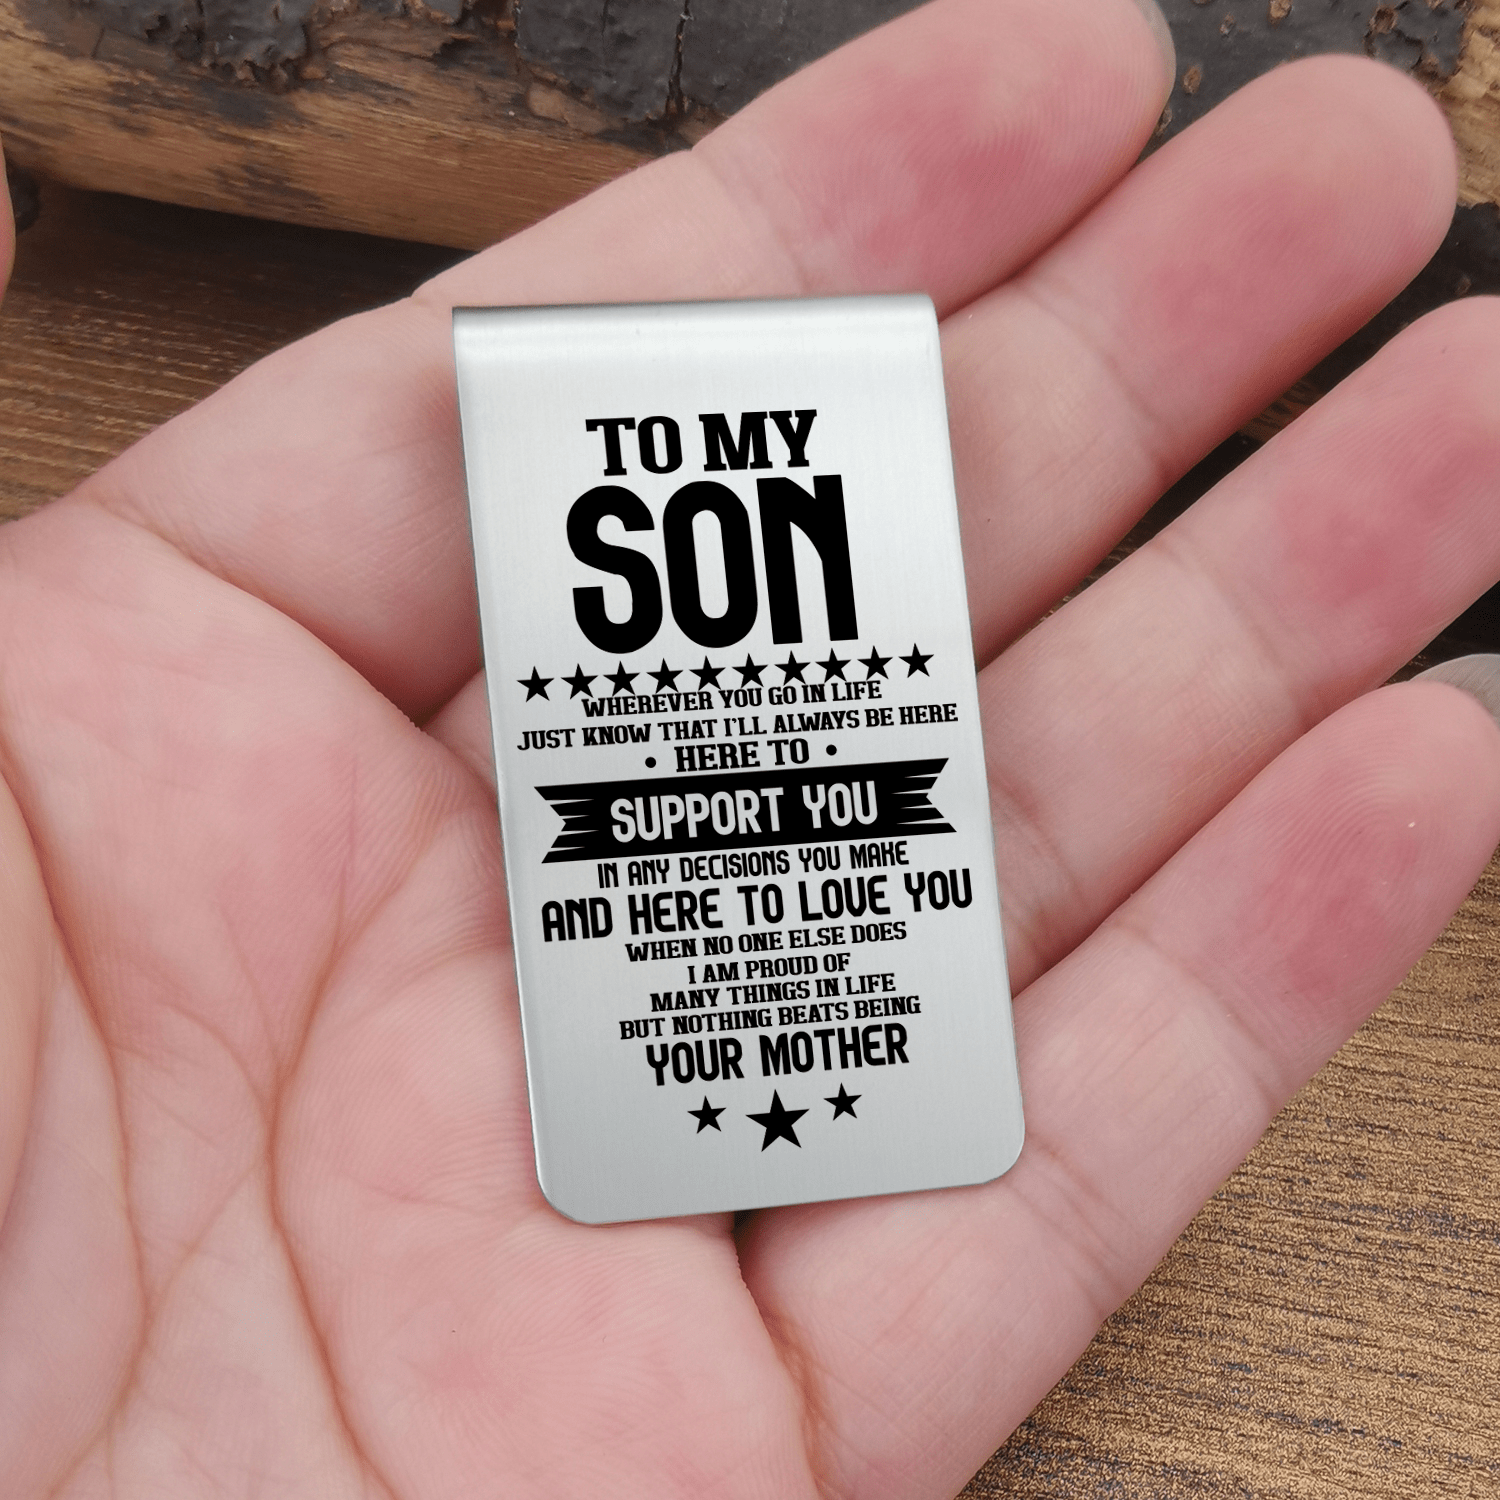 TO MY
SON
WHEREVER YOU GO IN LIFE
JUST KNOW THAT I'LL ALWAYS BE HERE
• HERE TO •
SUPPORT YOU
IN ANY DECISIONS YOU MAKE
AND HERE TO LOVE YOU
WHEN NO ONE ELSE DOES
I AM PROUD OF
MANY THINGS IN LIFE
BUT NOTHING BEATS BEING
YOUR MOTHER